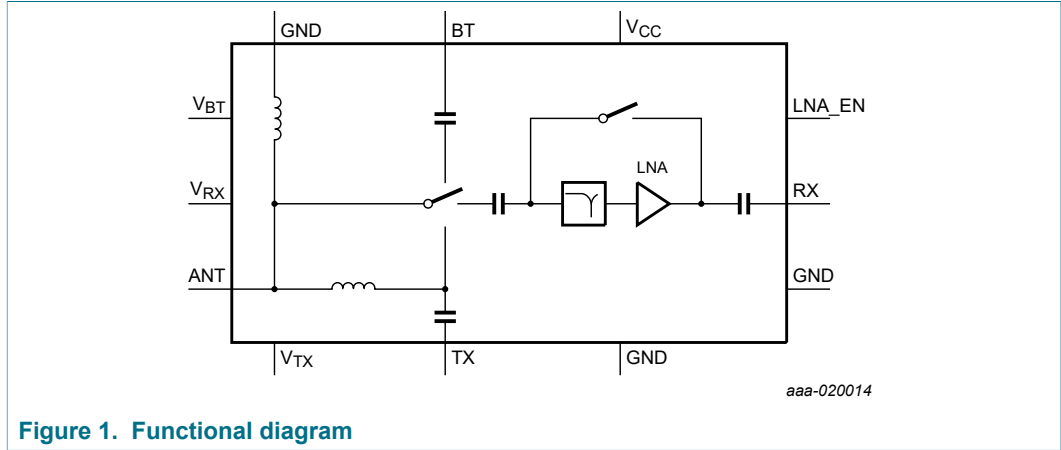 GND BT VCC
VBT LNA_EN
LNA
VRX RX
ANT GND
VTX TX GND
aaa-020014
Figure 1. Functional diagram